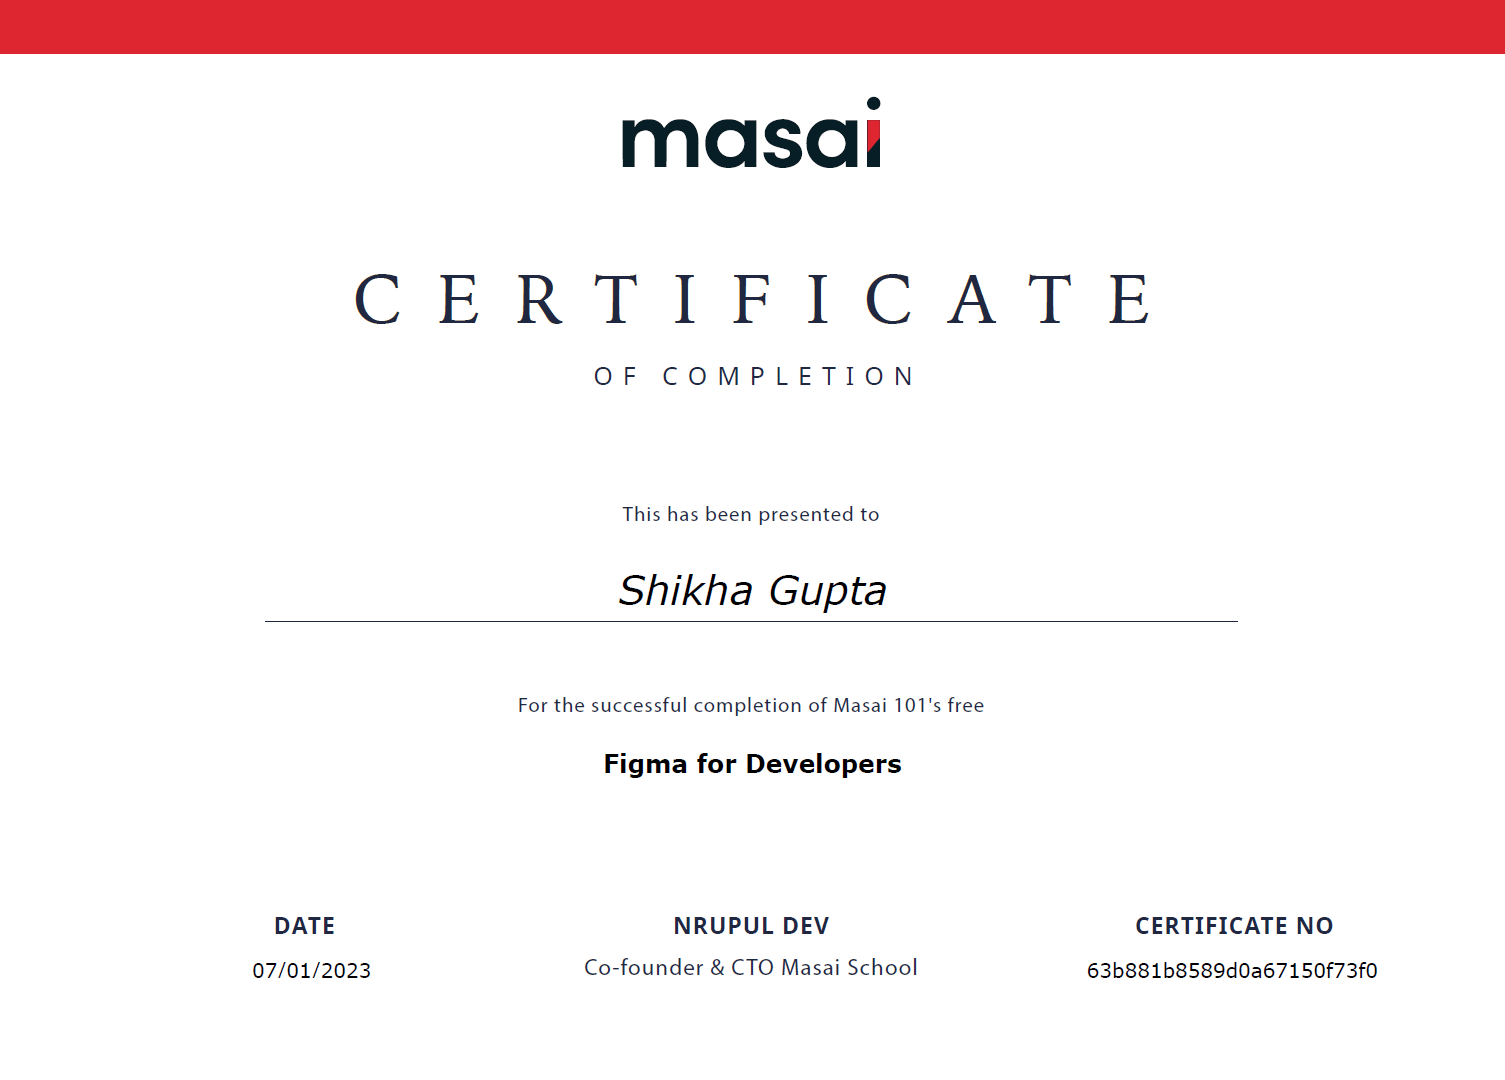 masai
CERTIFICATE
OF COMPLETION
This has been presented to
Shikha Gupta
For the successful completion of Masai 101's free
Figma for Developers
DATE
07/01/2023
NRUPUL DEV
Co-founder & CTO Masai School
CERTIFICATE NO
63b881b8589d0a67150f73f0